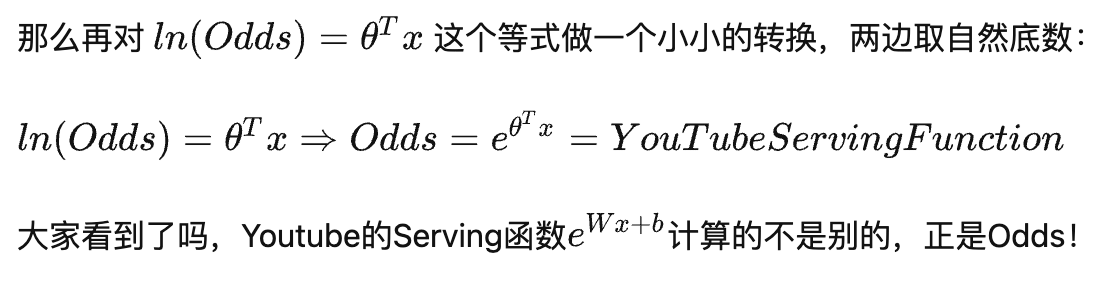 那么再对 ln(Odds) = θ^T x 这个等式做一个小小的转换，两边取自然底数：
ln(Odds) = θ^T x ⇒ Odds = e^{θ^T x} = YouTubeServingFunction
大家看到了吗，Youtube的Serving函数e^{Wx+b}计算的不是别的，正是Odds！